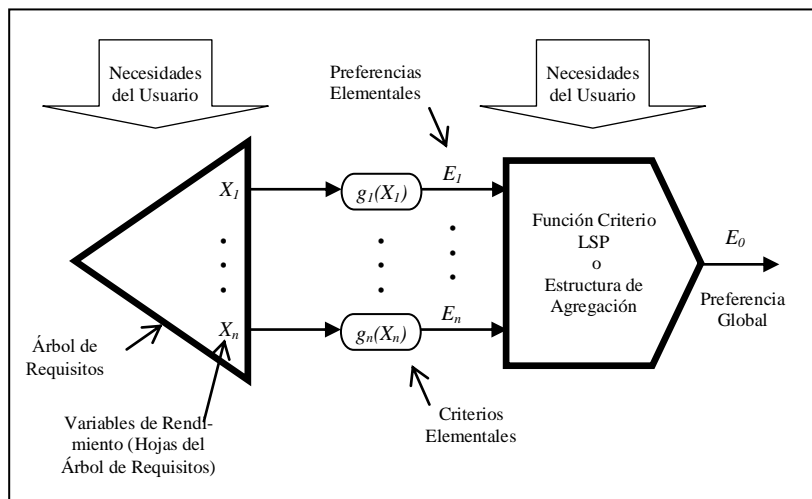 Necesidades
del Usuario
Preferencias
Elementales
Necesidades
del Usuario
X1
g1(X1)
E1
Función Criterio
LSP
o
Estructura de
Agregación
E0
Preferencia
Global
Xn
gn(Xn)
En
Árbol de
Requisitos
Variables de Rendi-
miento (Hojas del
Árbol de Requisitos)
Criterios
Elementales